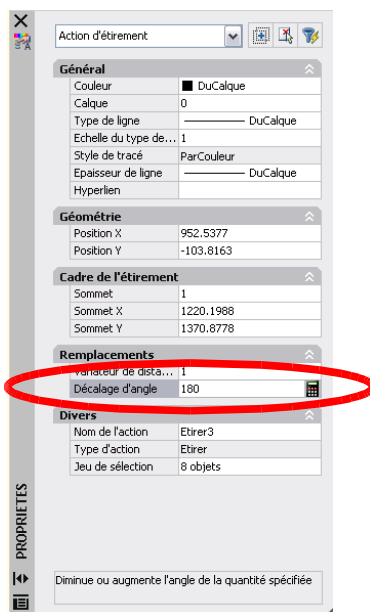 Action d'étirement
Général
Couleur DuCalque
Calque 0
Type de ligne DuCalque
Echelle du type de... 1
Style de tracé ParCouleur
Epaisseur de ligne DuCalque
Hyperlien
Géométrie
Position X 952.5377
Position Y -103.8163
Cadre de l'étirement
Sommet 1
Sommet X 1220.1988
Sommet Y 1370.8778
Remplacements
Variateur de dista... 1
Décalage d'angle 180
Divers
Nom de l'action Etirer3
Type d'action Etirer
Jeu de sélection 8 objets
PROPRIETES
Diminue ou augmente l'angle de la quantité spécifiée